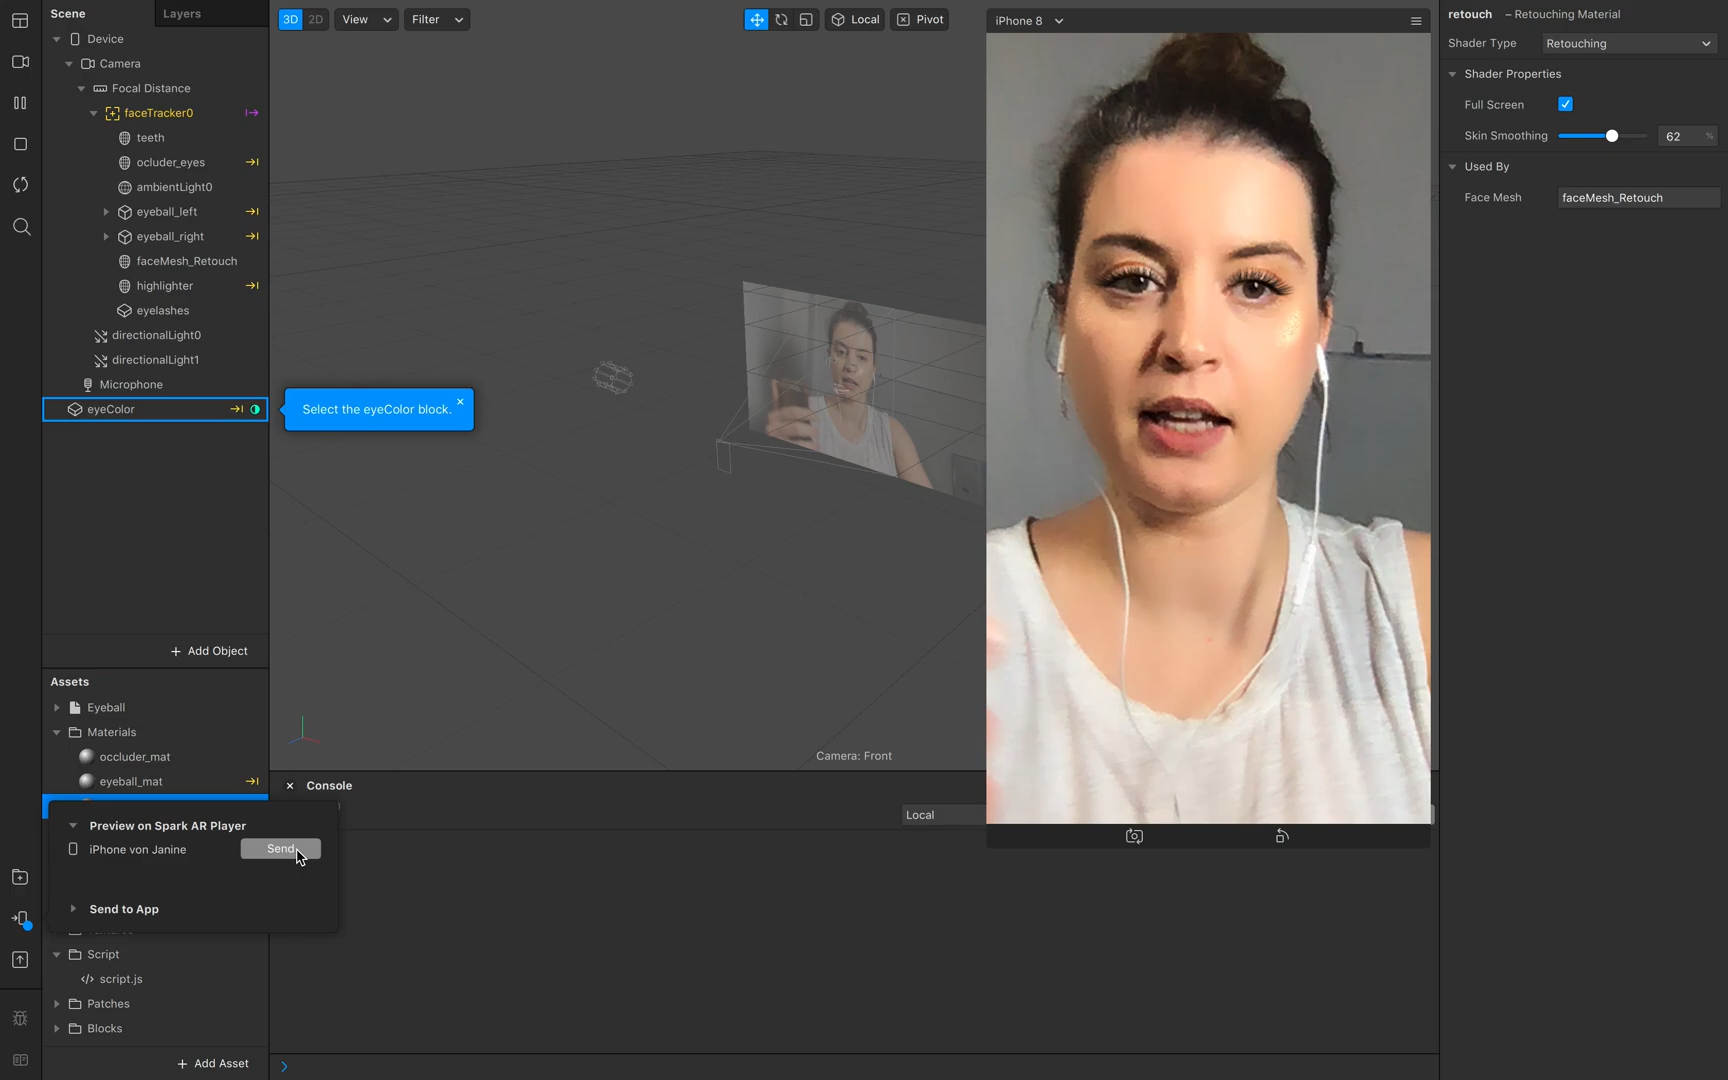 Scene
Layers
Device
Camera
Focal Distance
faceTracker0
teeth
ocluder_eyes
ambientLight0
eyeball_left
eyeball_right
faceMesh_Retouch
highlighter
eyelashes
directionalLight0
directionalLight1
Microphone
eyeColor
+ Add Object
Assets
Eyeball
Materials
occluder_mat
eyeball_mat
Preview on Spark AR Player
iPhone von Janine
Send
Send to App
Script
</> script.js
Patches
Blocks
+ Add Asset
3D
2D
View
Filter
Local
Pivot
Select the eyeColor block.
Camera: Front
Console
Local
iPhone 8
retouch – Retouching Material
Shader Type
Retouching
Shader Properties
Full Screen
Skin Smoothing
62 %
Used By
Face Mesh
faceMesh_Retouch